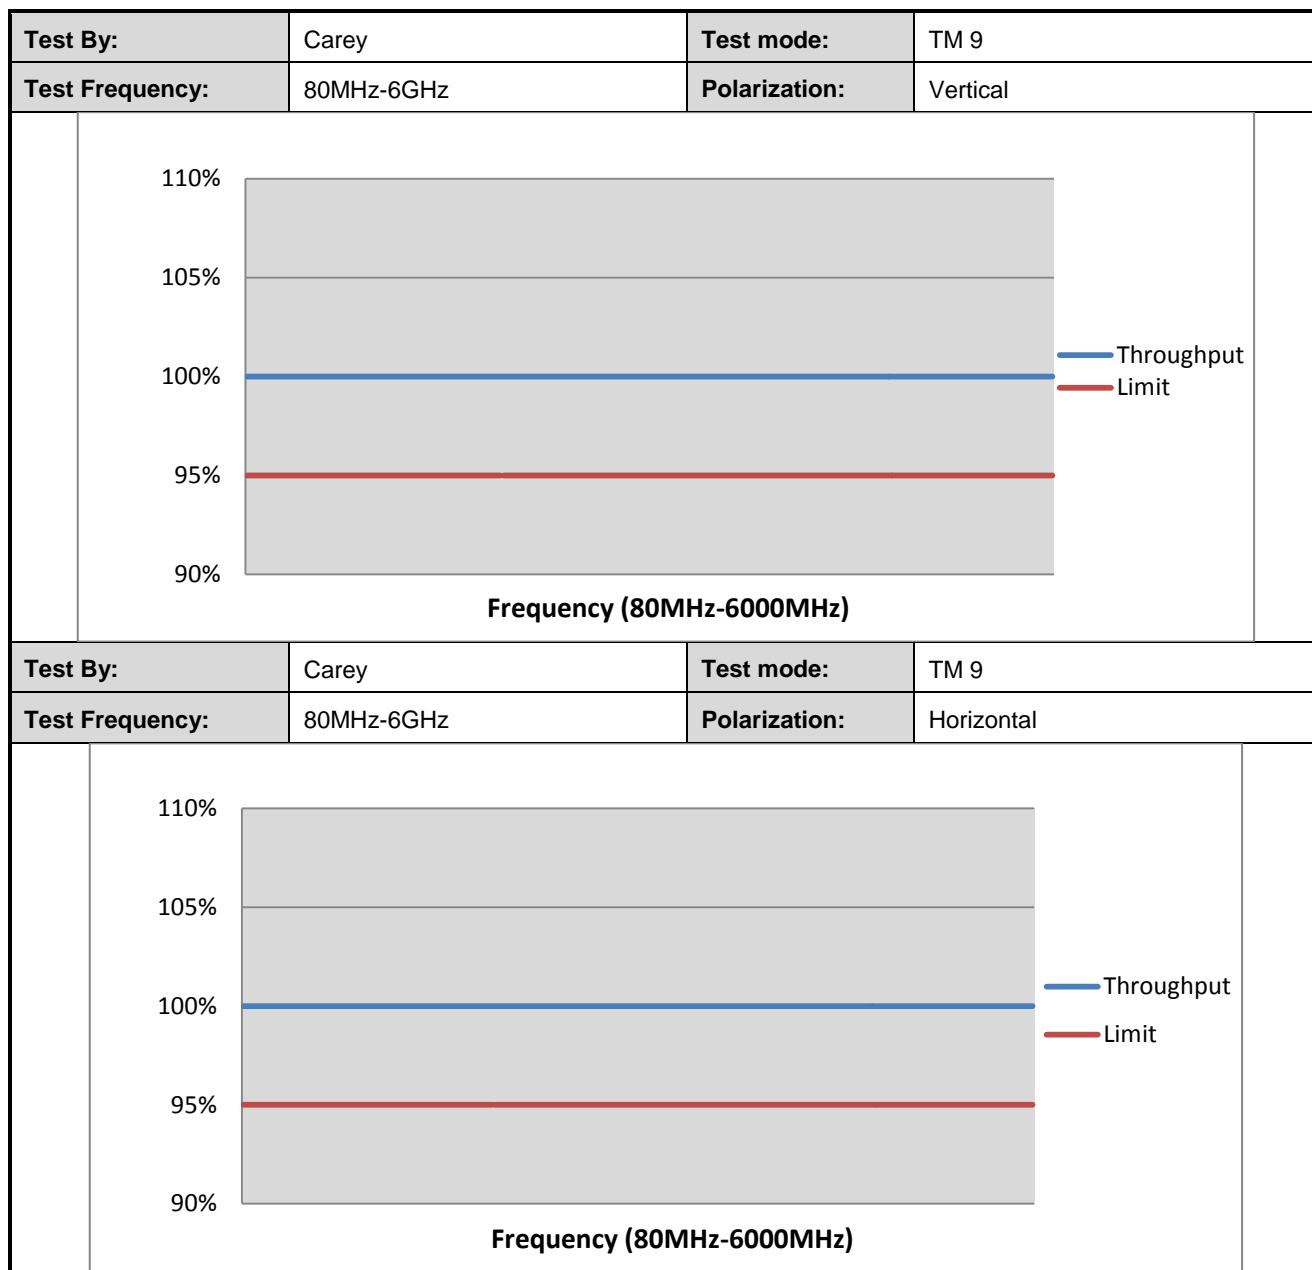 Test By: Carey Test mode: TM 9
Test Frequency: 80MHz-6GHz Polarization: Vertical
110%
105%
100%
95%
90%
Throughput
Limit
Frequency (80MHz-6000MHz)
Test By: Carey Test mode: TM 9
Test Frequency: 80MHz-6GHz Polarization: Horizontal
110%
105%
100%
95%
90%
Throughput
Limit
Frequency (80MHz-6000MHz)